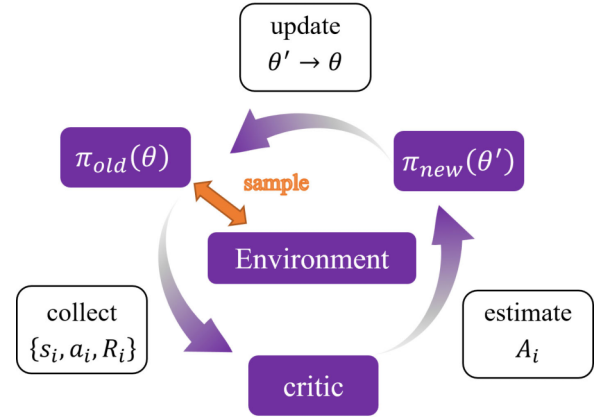 update
θ′ → θ
π_old(θ)
π_new(θ′)
sample
Environment
collect
{s_i, a_i, R_i}
estimate
A_i
critic